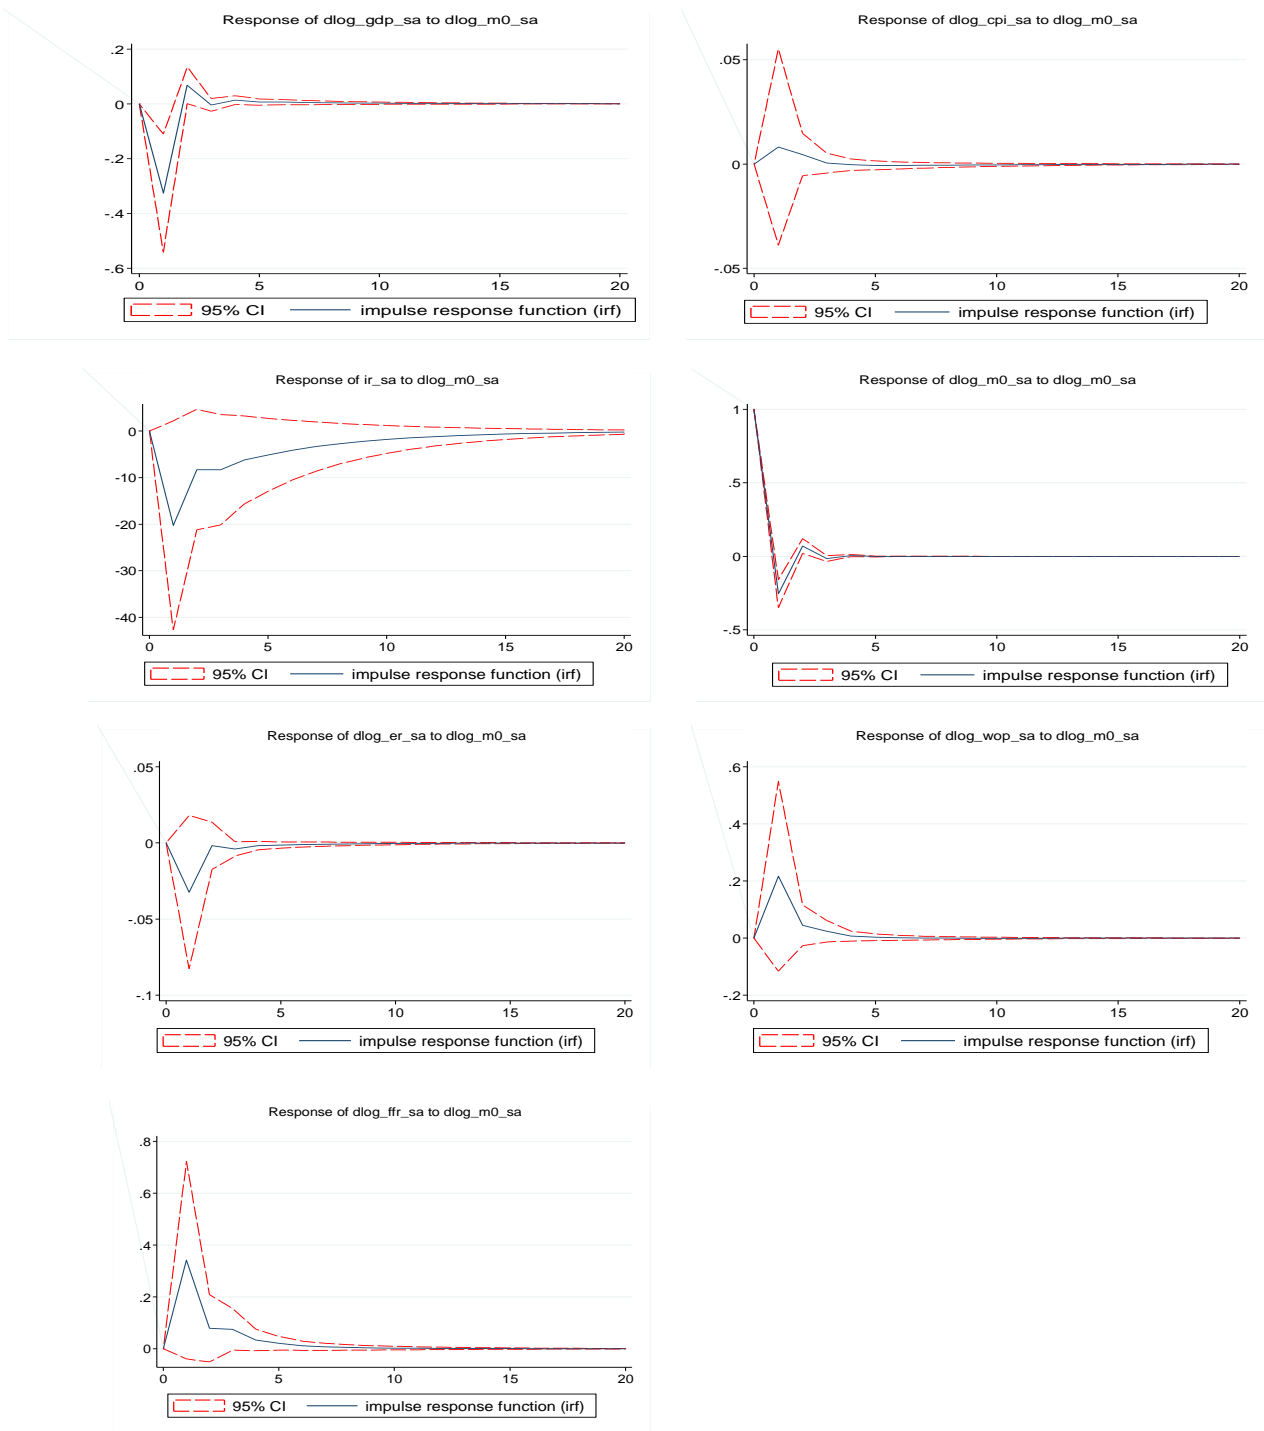 Response of dlog_gdp_sa to dlog_m0_sa
.2
0
-.2
-.4
-.6
0 5 10 15 20
95% CI impulse response function (irf)
Response of dlog_cpi_sa to dlog_m0_sa
.05
0
-.05
0 5 10 15 20
95% CI impulse response function (irf)
Response of ir_sa to dlog_m0_sa
0
-10
-20
-30
-40
0 5 10 15 20
95% CI impulse response function (irf)
Response of dlog_m0_sa to dlog_m0_sa
1
.5
0
-.5
0 5 10 15 20
95% CI impulse response function (irf)
Response of dlog_er_sa to dlog_m0_sa
.05
0
-.05
-.1
0 5 10 15 20
95% CI impulse response function (irf)
Response of dlog_wop_sa to dlog_m0_sa
.6
.4
.2
0
-.2
0 5 10 15 20
95% CI impulse response function (irf)
Response of dlog_ffr_sa to dlog_m0_sa
.8
.6
.4
.2
0
0 5 10 15 20
95% CI impulse response function (irf)